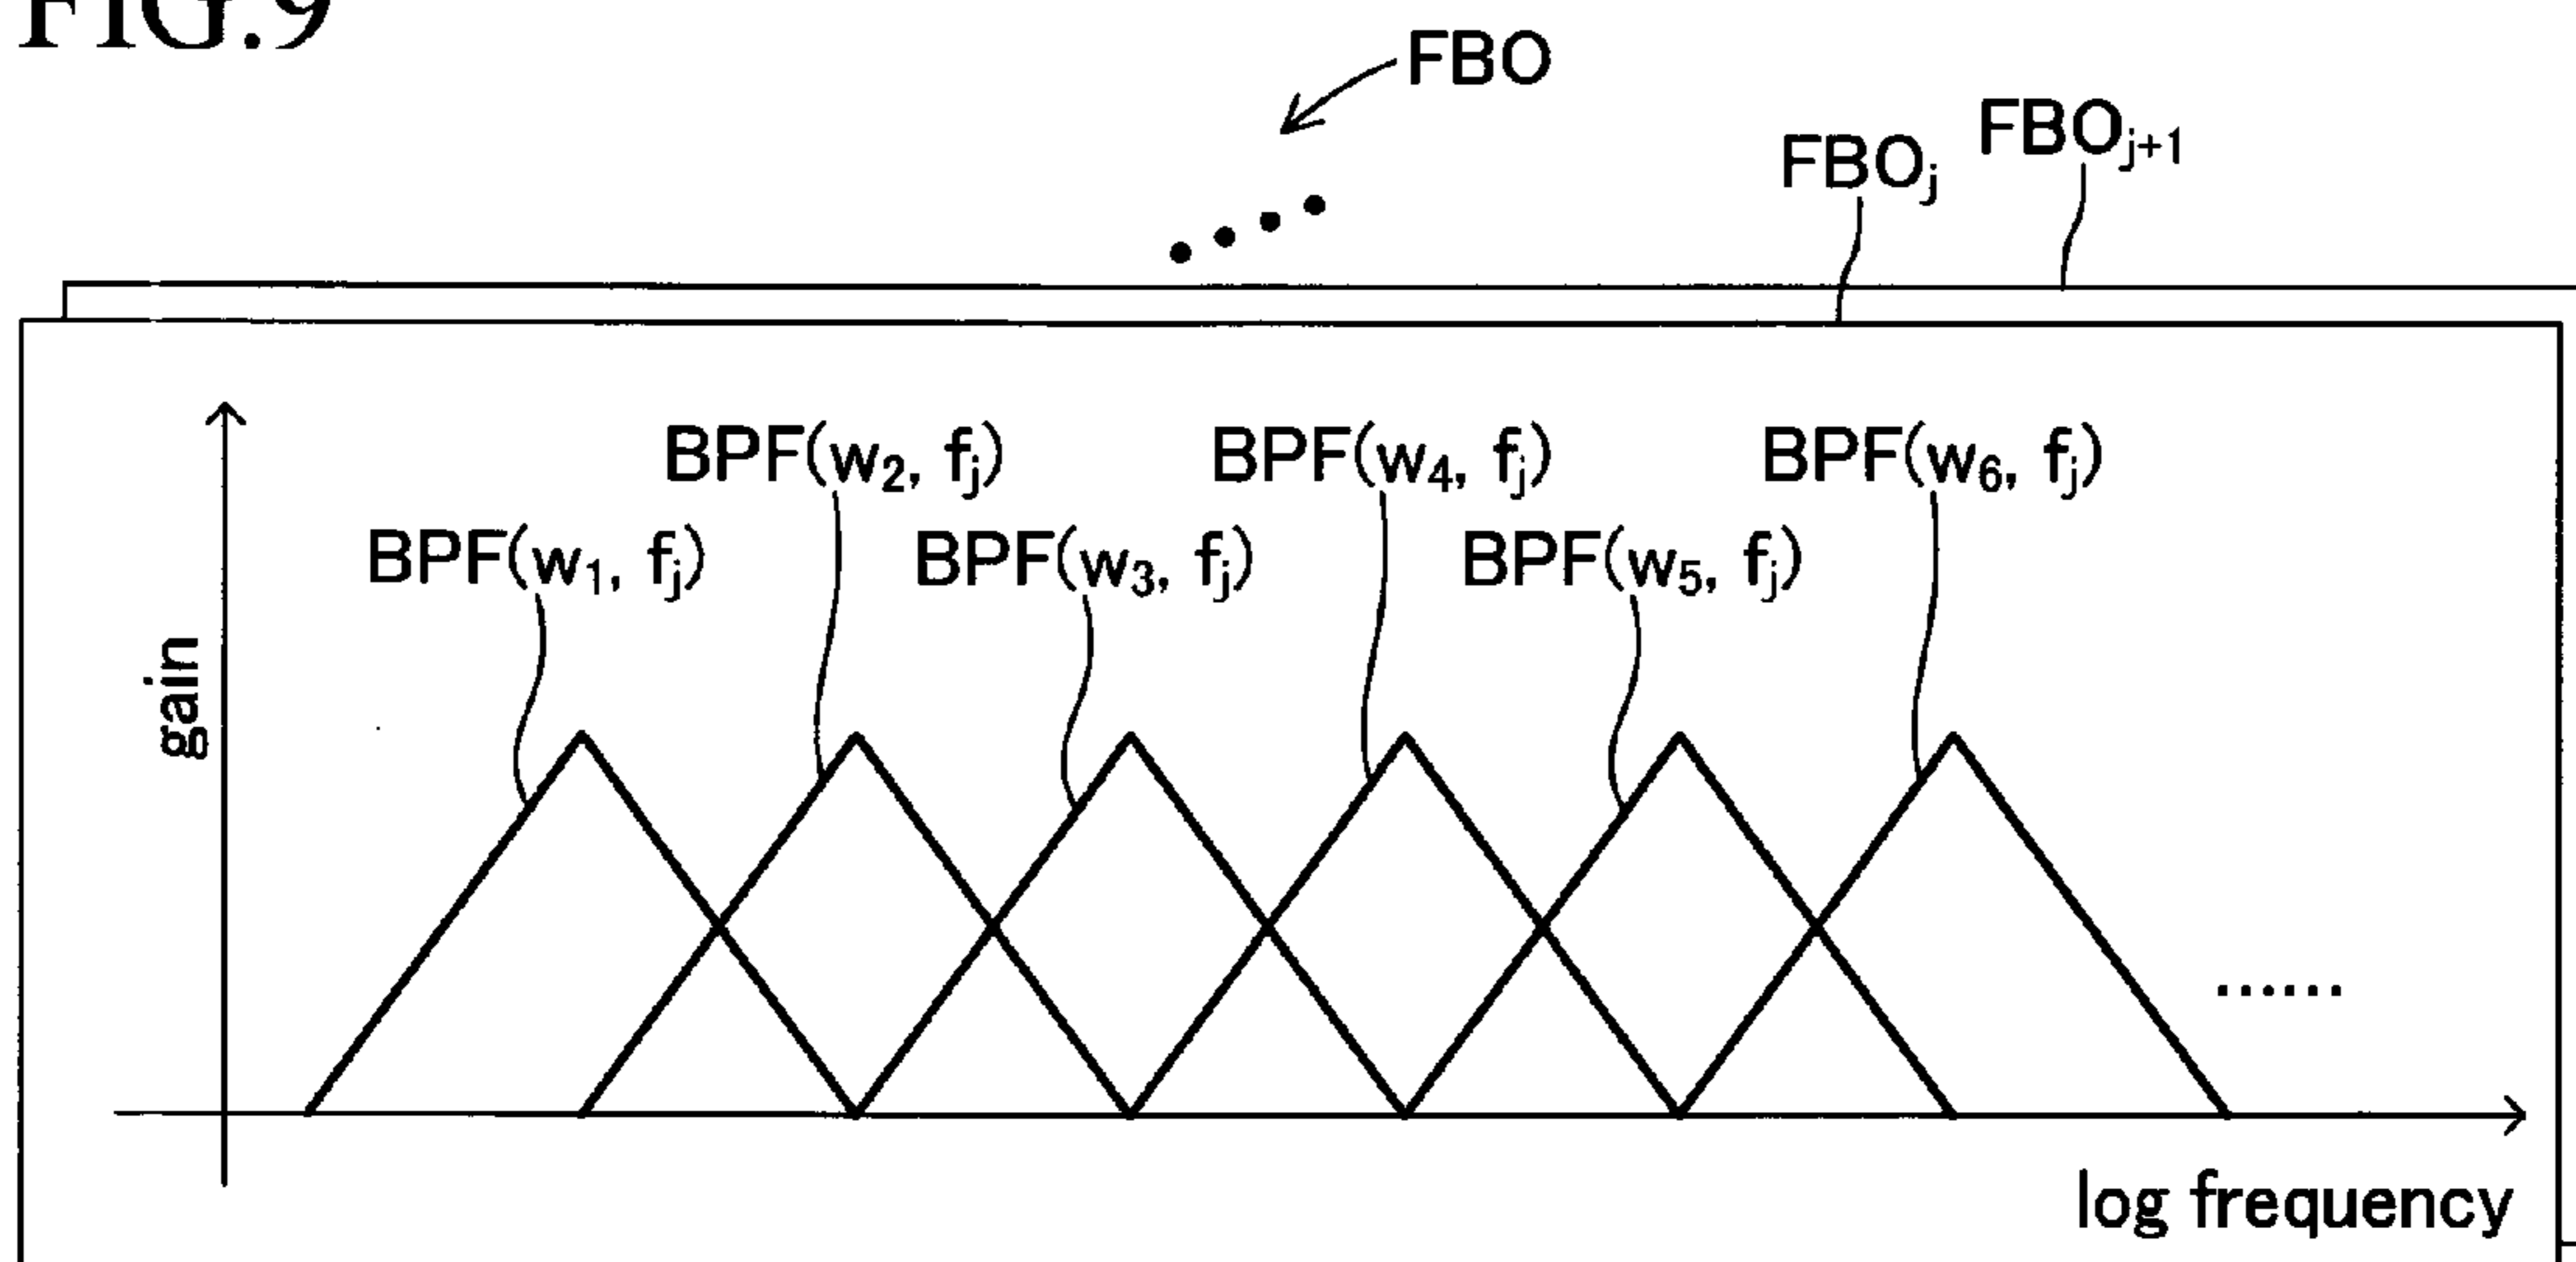 FIG.9
FBO
FBOj FBOj+1
BPF(w2, fj) BPF(w4, fj) BPF(w6, fj)
BPF(w1, fj) BPF(w3, fj) BPF(w5, fj)
gain
......
log frequency